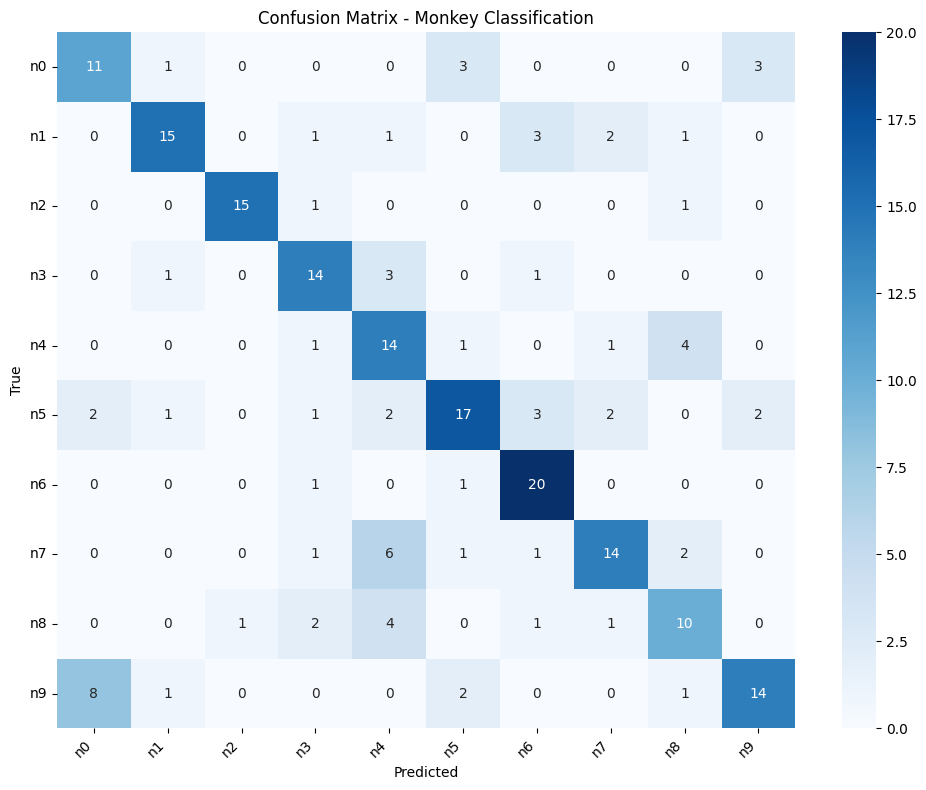 Confusion Matrix - Monkey Classification
n0 11 1 0 0 0 3 0 0 0 3
n1 0 15 0 1 1 0 3 2 1 0
n2 0 0 15 1 0 0 0 0 1 0
n3 0 1 0 14 3 0 1 0 0 0
n4 0 0 0 1 14 1 0 1 4 0
n5 2 1 0 1 2 17 3 2 0 2
n6 0 0 0 1 0 1 20 0 0 0
n7 0 0 0 1 6 1 1 14 2 0
n8 0 0 1 2 4 0 1 1 10 0
n9 8 1 0 0 0 2 0 0 1 14
n0 n1 n2 n3 n4 n5 n6 n7 n8 n9
Predicted
True
20.0
17.5
15.0
12.5
10.0
7.5
5.0
2.5
0.0